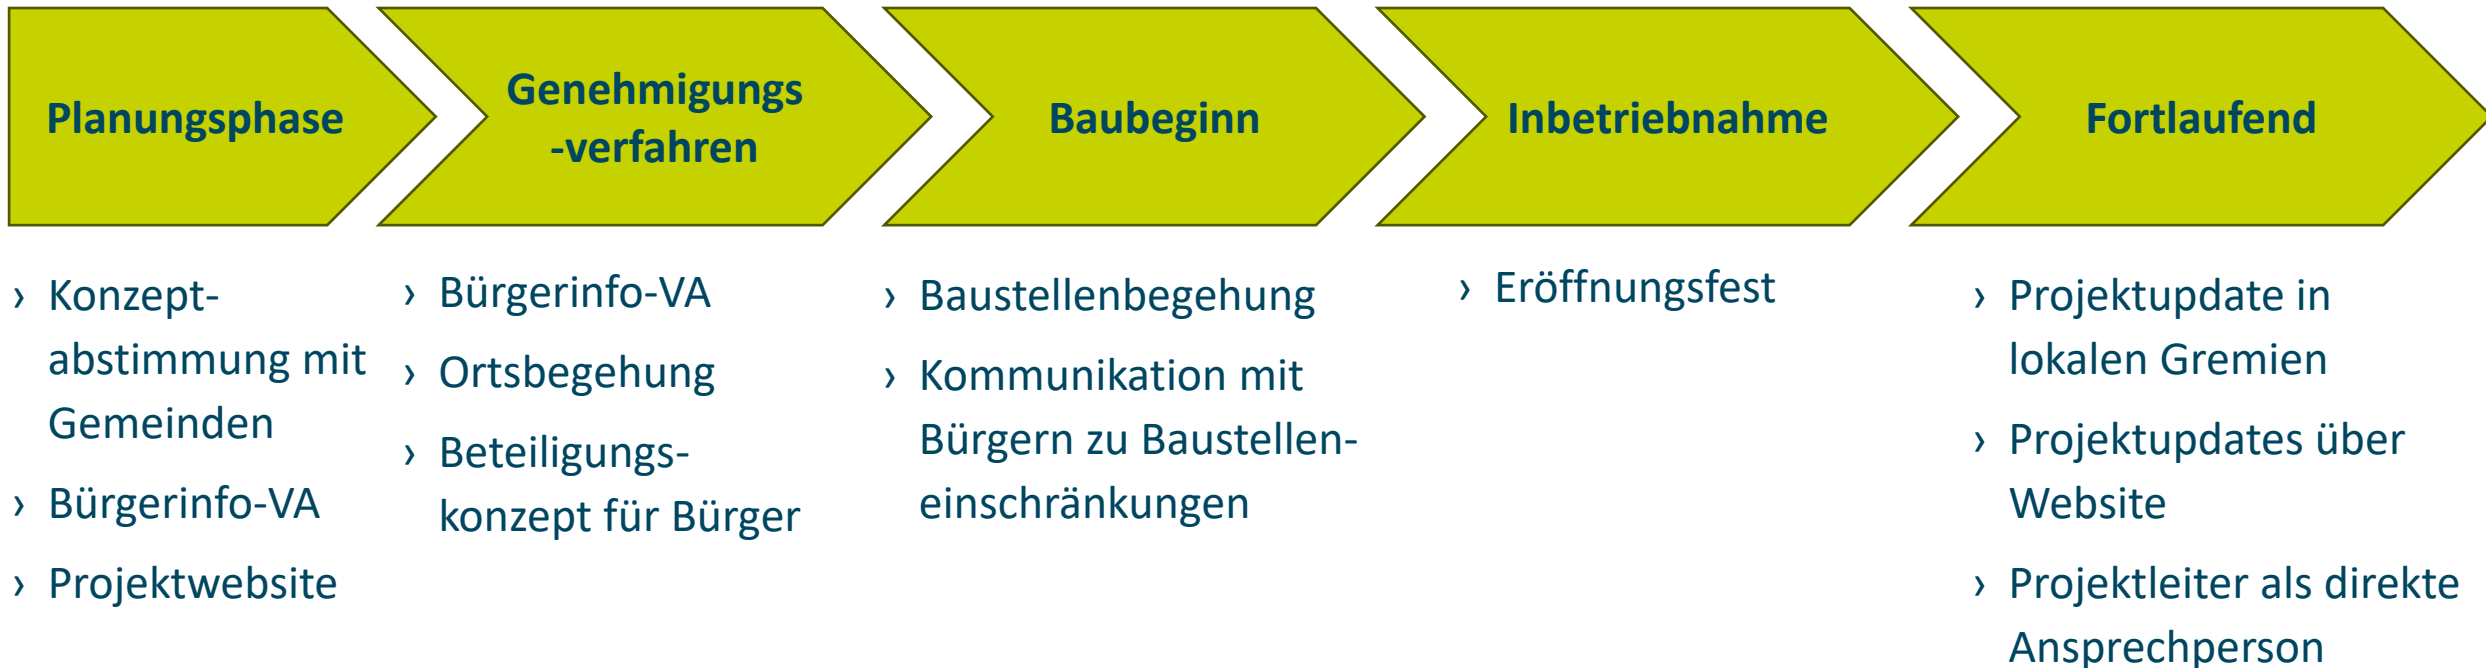 Planungsphase
Genehmigungs
-verfahren
Baubeginn
Inbetriebnahme
Fortlaufend
› Konzept-
abstimmung mit
Gemeinden
› Bürgerinfo-VA
› Projektwebsite
› Bürgerinfo-VA
› Ortsbegehung
› Beteiligungs-
konzept für Bürger
› Baustellenbegehung
› Kommunikation mit
Bürgern zu Baustellen-
einschränkungen
› Eröffnungsfest
› Projektupdate in
lokalen Gremien
› Projektupdates über
Website
› Projektleiter als direkte
Ansprechperson